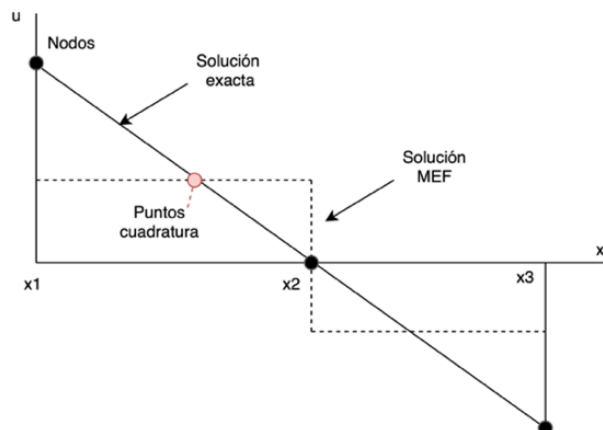 u
Nodos
Solución
exacta
Solución
MEF
Puntos
cuadratura
x
x1
x2
x3